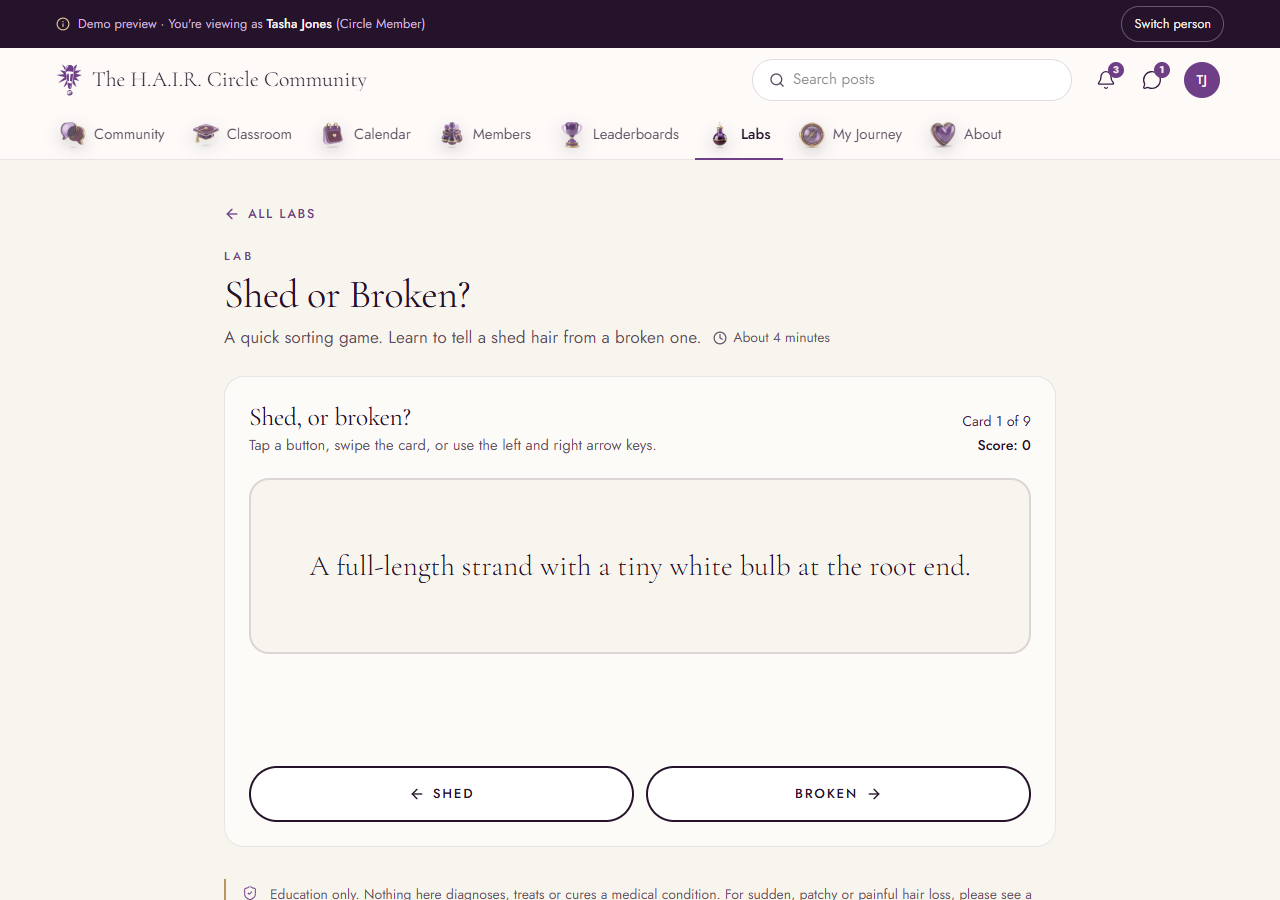 Demo preview · You're viewing as Tasha Jones (Circle Member)
Switch person
The H.A.I.R. Circle Community
Search posts
3
1
TJ
Community
Classroom
Calendar
Members
Leaderboards
Labs
My Journey
About
ALL LABS
LAB
Shed or Broken?
A quick sorting game. Learn to tell a shed hair from a broken one.
About 4 minutes
Shed, or broken?
Card 1 of 9
Tap a button, swipe the card, or use the left and right arrow keys.
Score: 0
A full-length strand with a tiny white bulb at the root end.
← SHED
BROKEN →
Education only. Nothing here diagnoses, treats or cures a medical condition. For sudden, patchy or painful hair loss, please see a